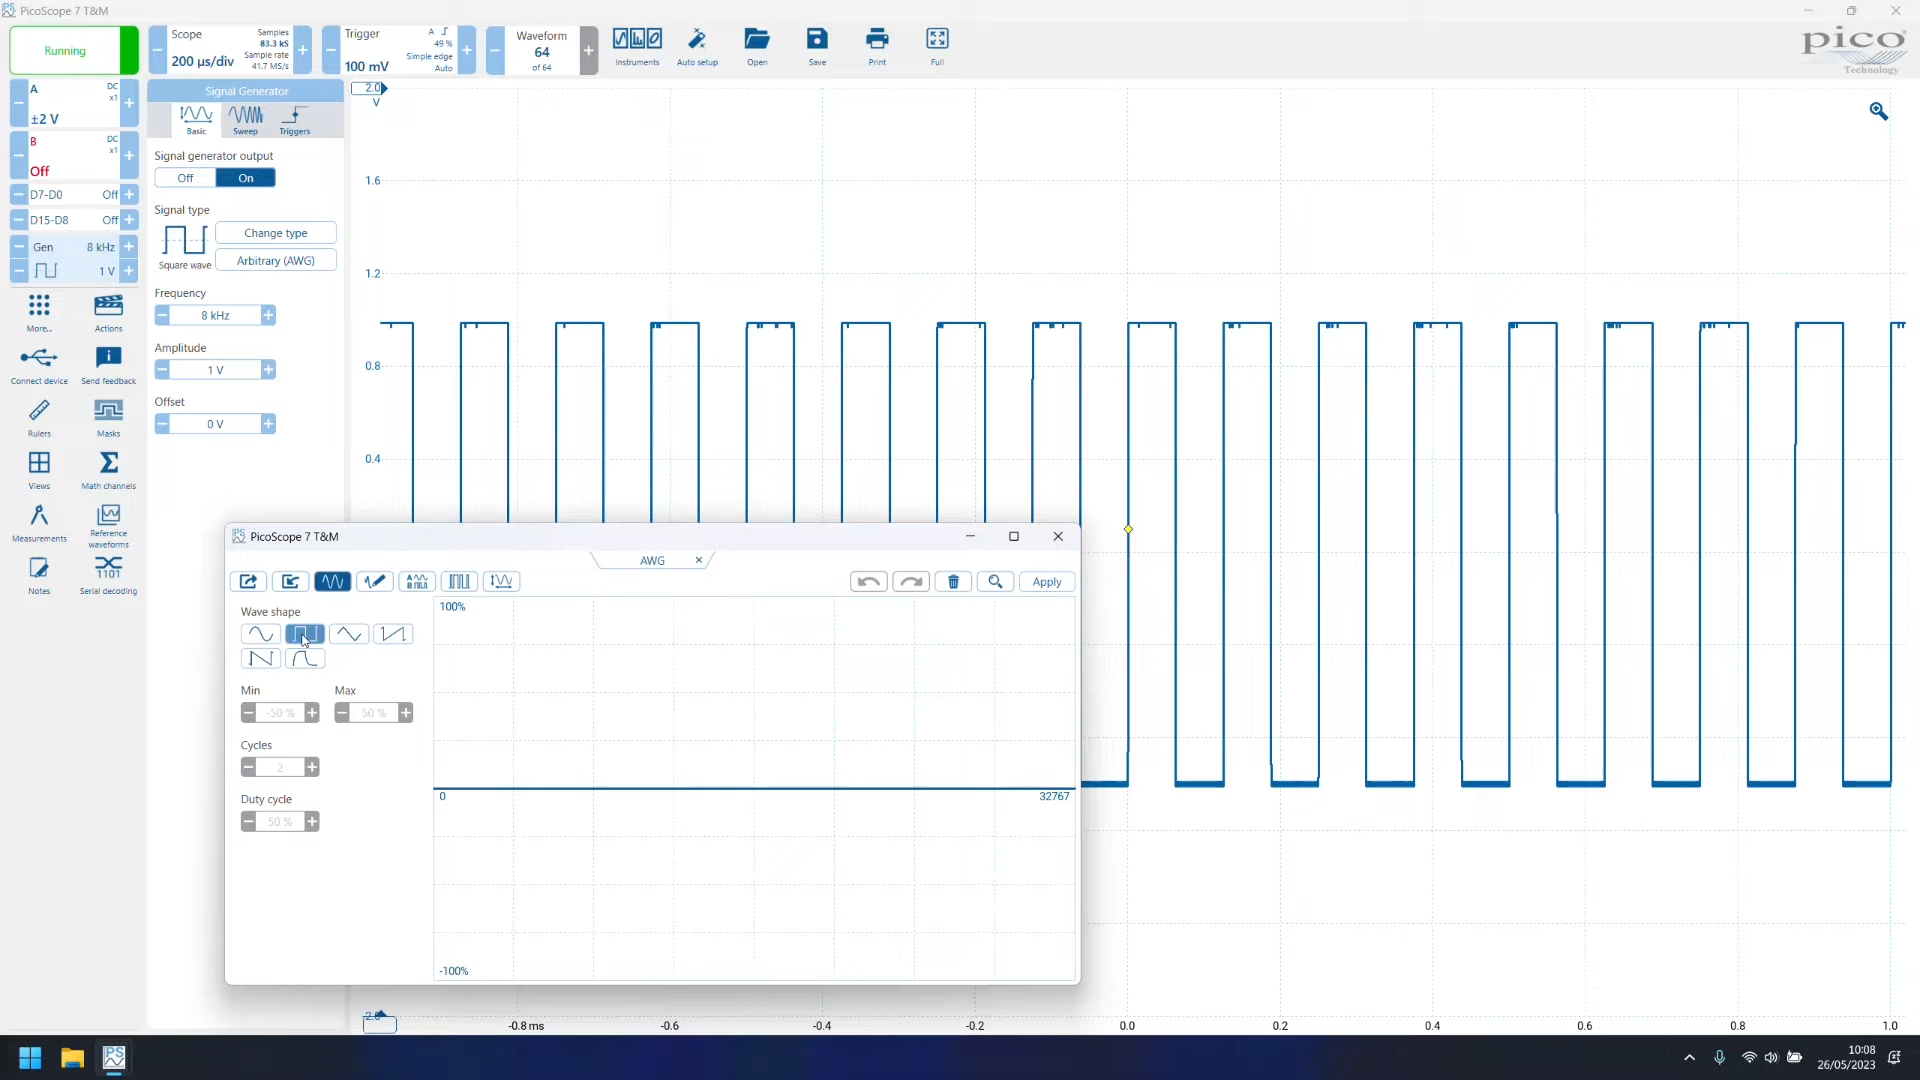 PicoScope 7 T&M
Running
Scope
Samples
83.3 kS
Sample rate
200 µs/div
41.7 MS/s
Trigger
A
49 %
Simple edge
100 mV
Auto
Waveform
64
of 64
Instruments
Auto setup
Open
Save
Print
Full
pico
Technology
A
DC
x1
±2 V
B
DC
x1
Off
D7-D0 Off
D15-D8 Off
Gen 8 kHz
1 V
More...
Actions
Connect device
Send feedback
Rulers
Masks
Views
Math channels
Measurements
Reference
waveforms
Notes
1101
Serial decoding
Signal Generator
Basic
Sweep
Triggers
Signal generator output
Off
On
Signal type
Change type
Square wave
Arbitrary (AWG)
Frequency
8 kHz
Amplitude
1 V
Offset
0 V
2.0
V
1.6
1.2
0.8
0.4
-2.0
-0.8 ms
-0.6
-0.4
-0.2
0.0
0.2
0.4
0.6
0.8
1.0
PS
PicoScope 7 T&M
AWG
A
B
Apply
Wave shape
Min
Max
-50 %
50 %
Cycles
2
Duty cycle
50 %
100%
0
32767
-100%
PS
10:08
26/05/2023